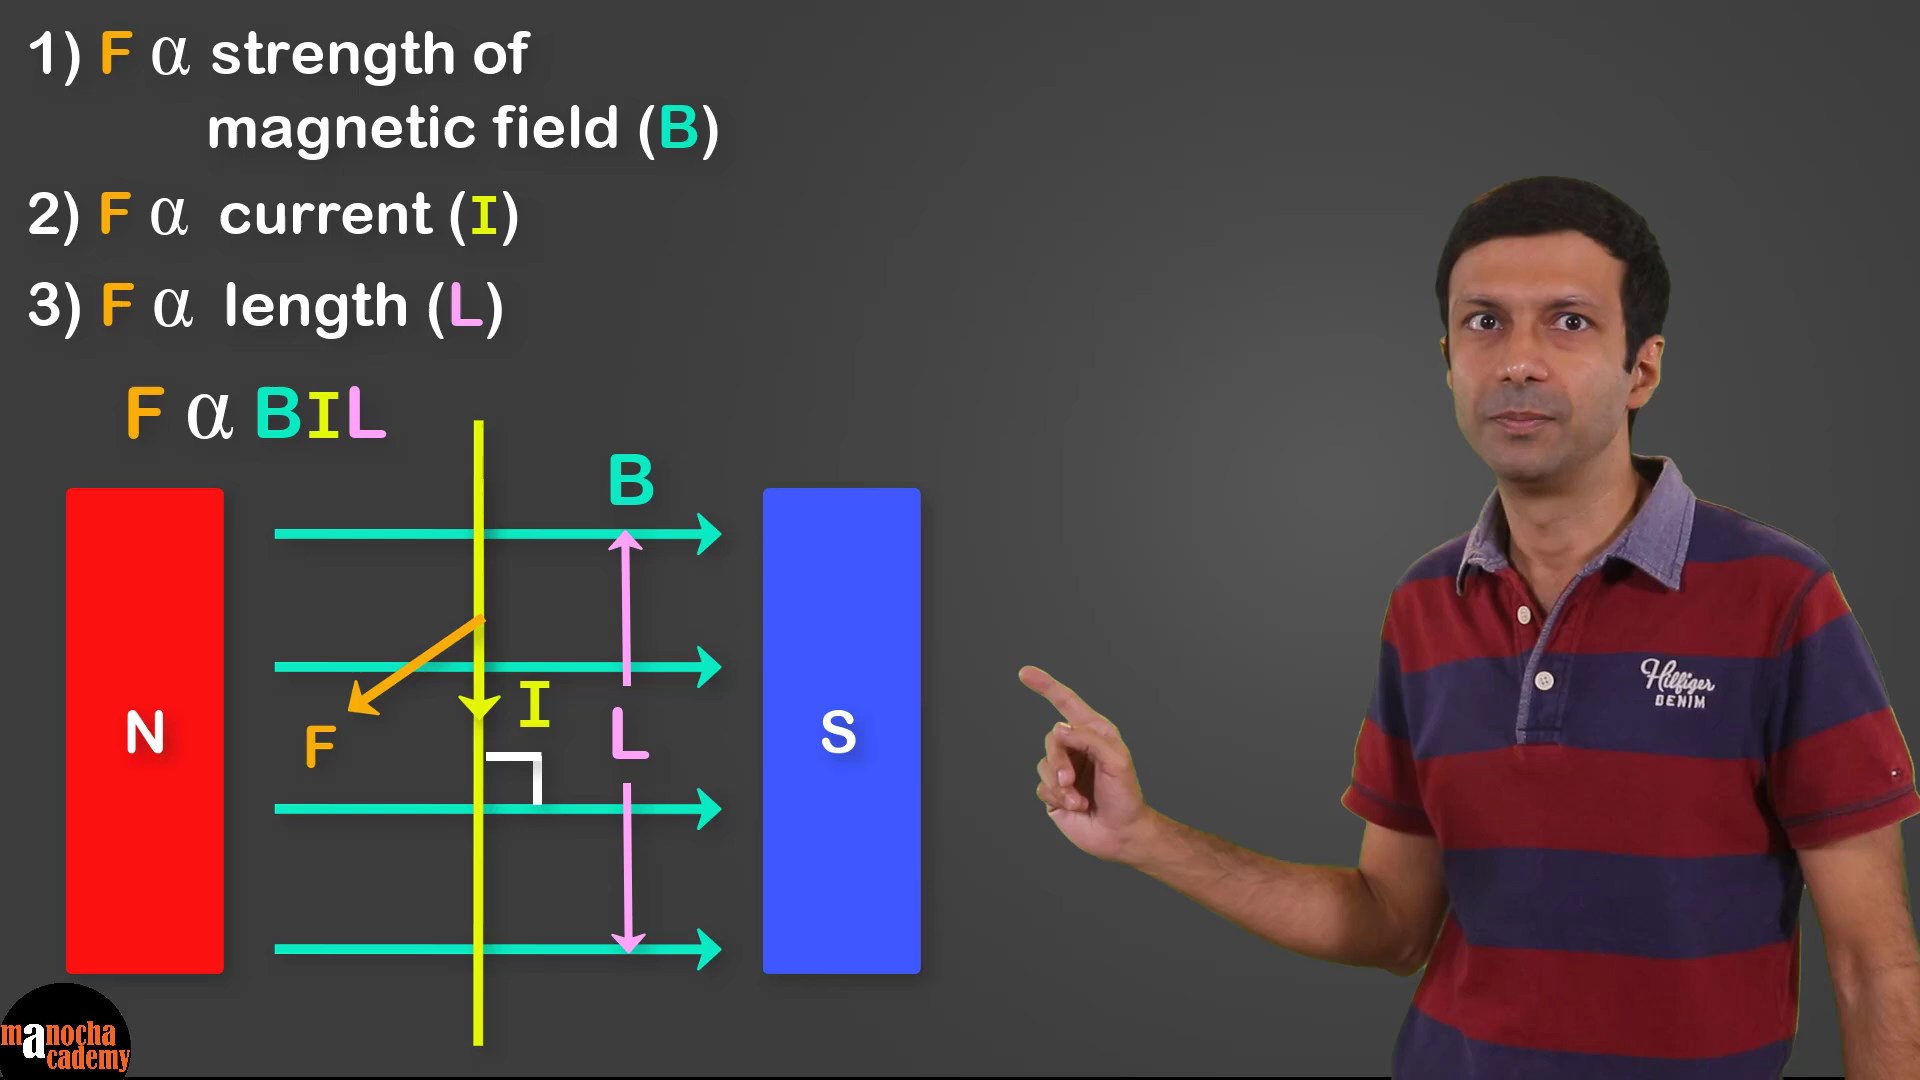 1) F α strength of
magnetic field (B)
2) F α current (I)
3) F α length (L)
F α BIL
B
I
F
L
N
S
Hilfiger
DENIM
manocha
academy